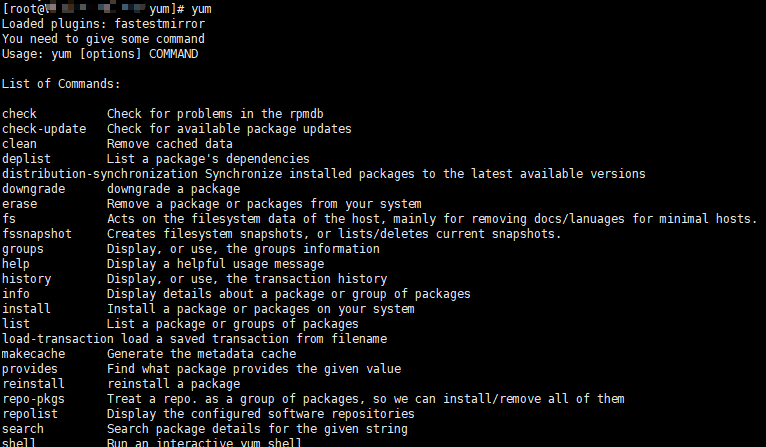 [root@ yum]# yum
Loaded plugins: fastestmirror
You need to give some command
Usage: yum [options] COMMAND
List of Commands:
check Check for problems in the rpmdb
check-update Check for available package updates
clean Remove cached data
deplist List a package's dependencies
distribution-synchronization Synchronize installed packages to the latest available versions
downgrade downgrade a package
erase Remove a package or packages from your system
fs Acts on the filesystem data of the host, mainly for removing docs/lanuages for minimal hosts.
fssnapshot Creates filesystem snapshots, or lists/deletes current snapshots.
groups Display, or use, the groups information
help Display a helpful usage message
history Display, or use, the transaction history
info Display details about a package or group of packages
install Install a package or packages on your system
list List a package or groups of packages
load-transaction load a saved transaction from filename
makecache Generate the metadata cache
provides Find what package provides the given value
reinstall reinstall a package
repo-pkgs Treat a repo. as a group of packages, so we can install/remove all of them
repolist Display the configured software repositories
search Search package details for the given string
shell Run an interactive yum shell